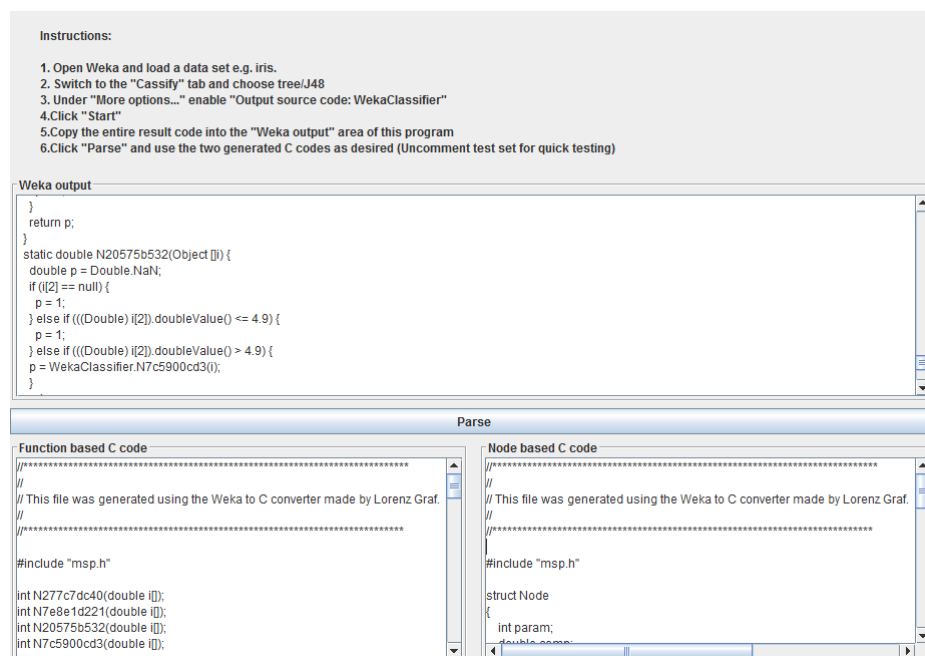 Instructions:
1. Open Weka and load a data set e.g. iris.
2. Switch to the "Cassify" tab and choose tree/J48
3. Under "More options..." enable "Output source code: WekaClassifier"
4.Click "Start"
5.Copy the entire result code into the "Weka output" area of this program
6.Click "Parse" and use the two generated C codes as desired (Uncomment test set for quick testing)
Weka output
}
return p;
}
static double N20575b532(Object []i) {
double p = Double.NaN;
if (i[2] == null) {
p = 1;
} else if (((Double) i[2]).doubleValue() <= 4.9) {
p = 1;
} else if (((Double) i[2]).doubleValue() > 4.9) {
p = WekaClassifier.N7c5900cd3(i);
}
Parse
Function based C code
//******************************************************************************
//
// This file was generated using the Weka to C converter made by Lorenz Graf.
//
//*****************************************************************************
#include "msp.h"
int N277c7dc40(double i[]);
int N7e8e1d221(double i[]);
int N20575b532(double i[]);
int N7c5900cd3(double i[]);
Node based C code
//******************************************************************************
//
// This file was generated using the Weka to C converter made by Lorenz Graf.
//
//*****************************************************************************
#include "msp.h"
struct Node
{
int param;
double comp;